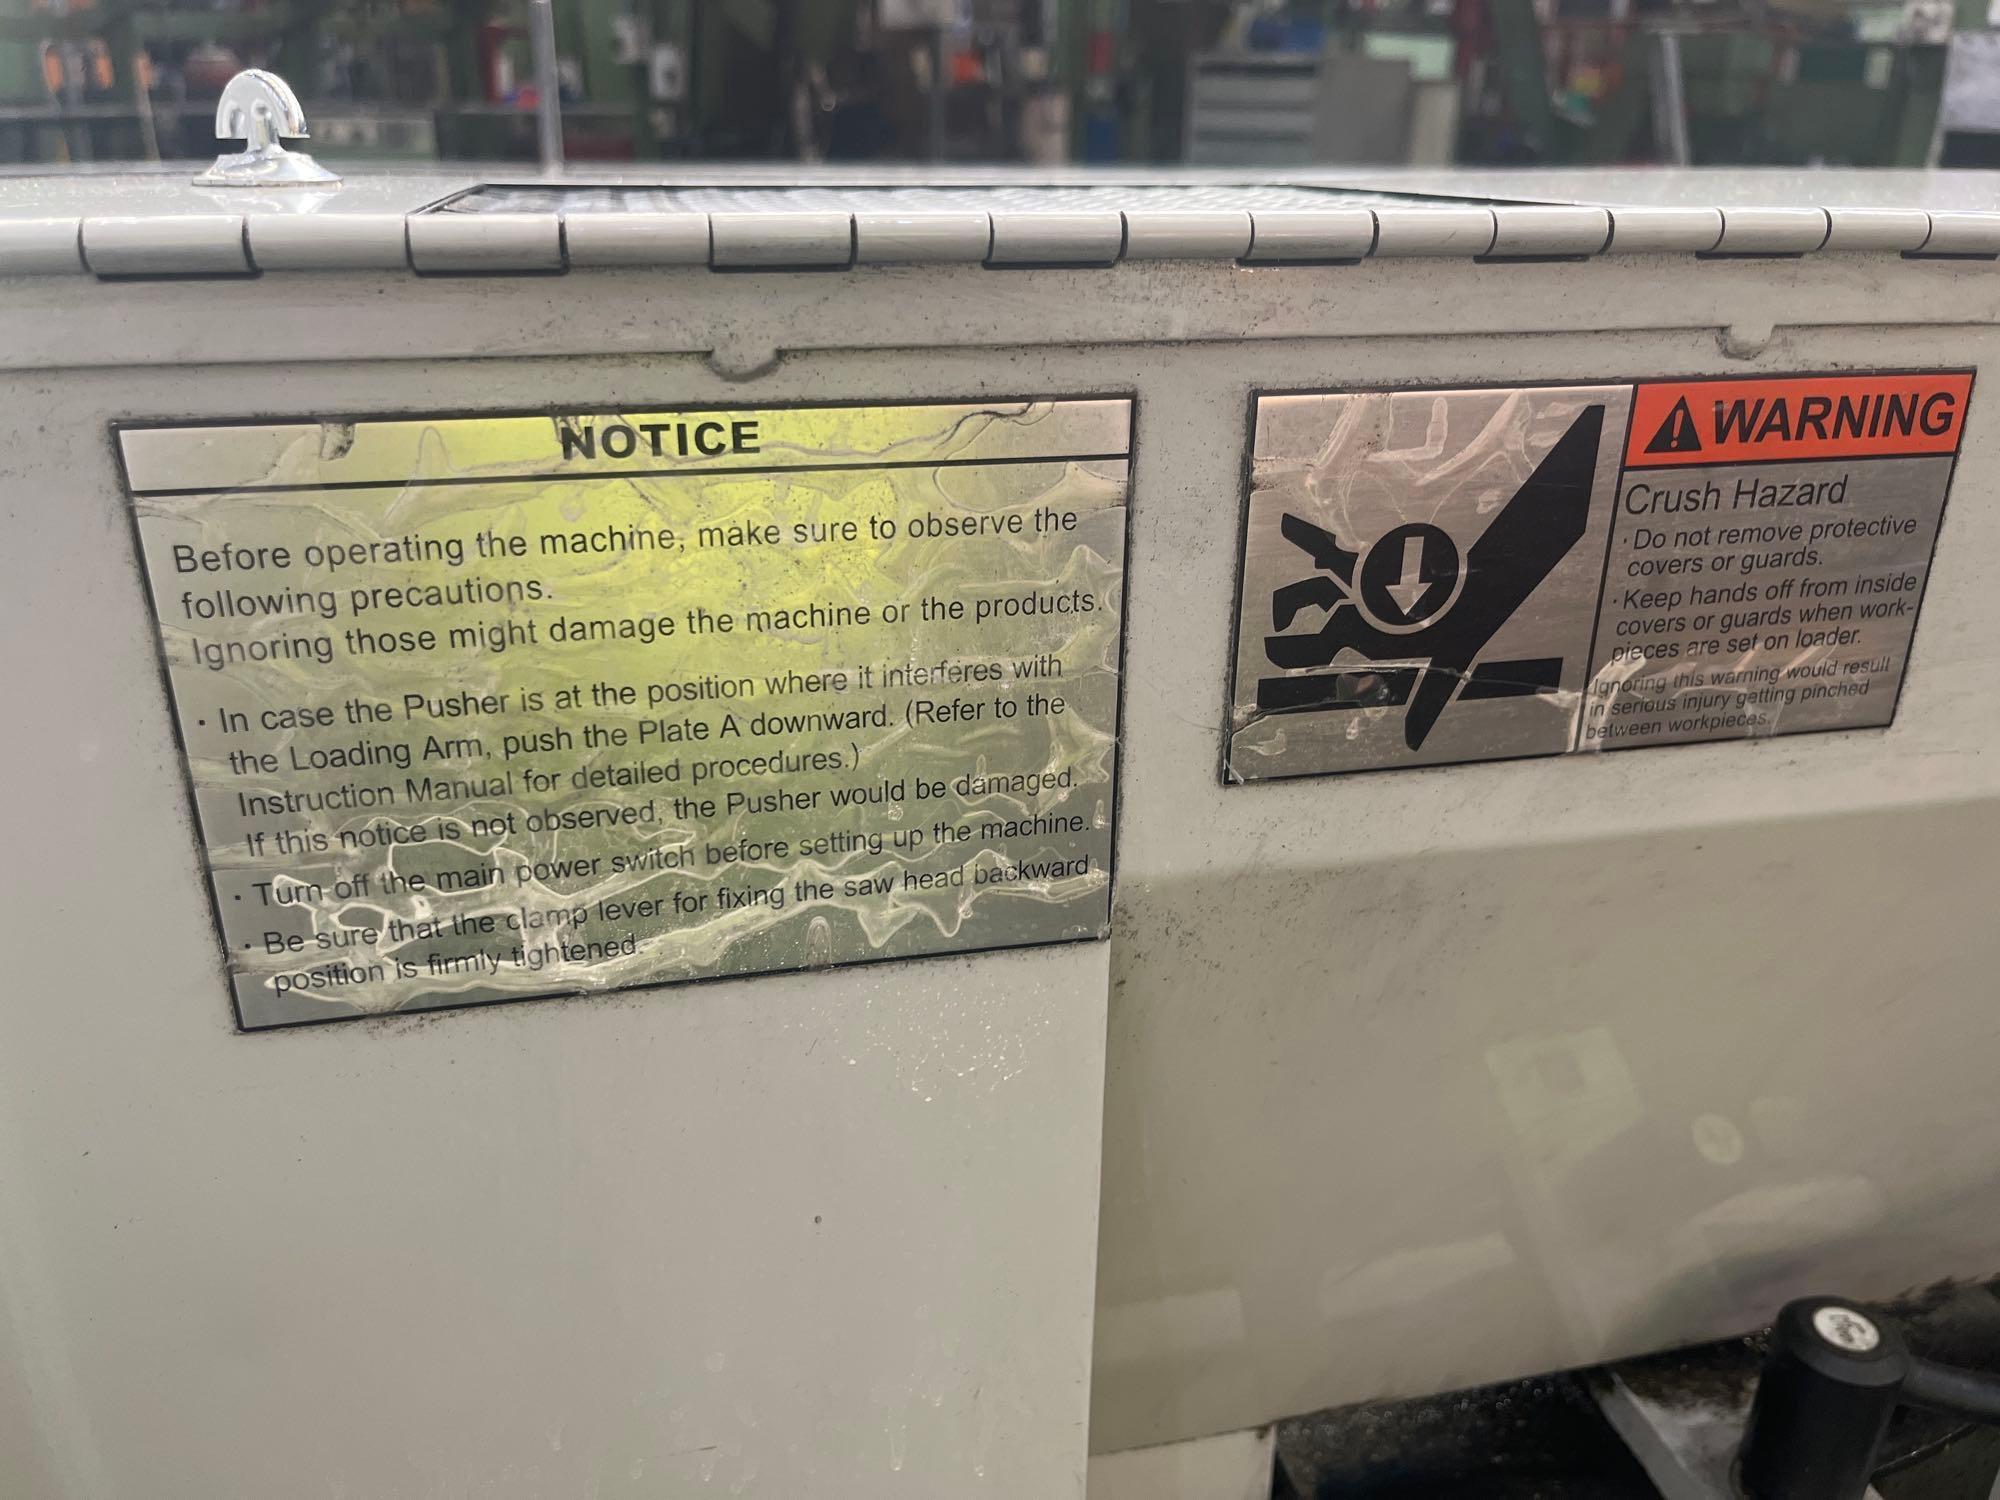 NOTICE
Before operating the machine, make sure to observe the
following precautions.
Ignoring those might damage the machine or the products.
· In case the Pusher is at the position where it interferes with
the Loading Arm, push the Plate A downward. (Refer to the
Instruction Manual for detailed procedures.)
If this notice is not observed, the Pusher would be damaged.
· Turn off the main power switch before setting up the machine.
· Be sure that the clamp lever for fixing the saw head backward
position is firmly tightened.
WARNING
Crush Hazard
· Do not remove protective
covers or guards.
· Keep hands off from inside
covers or guards when work-
pieces are set on loader.
Ignoring this warning would result
in serious injury getting pinched
between workpieces.